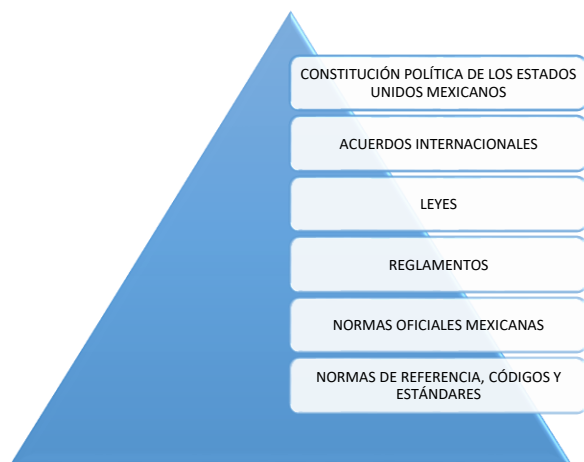 CONSTITUCIÓN POLÍTICA DE LOS ESTADOS
UNIDOS MEXICANOS
ACUERDOS INTERNACIONALES
LEYES
REGLAMENTOS
NORMAS OFICIALES MEXICANAS
NORMAS DE REFERENCIA, CÓDIGOS Y
ESTÁNDARES